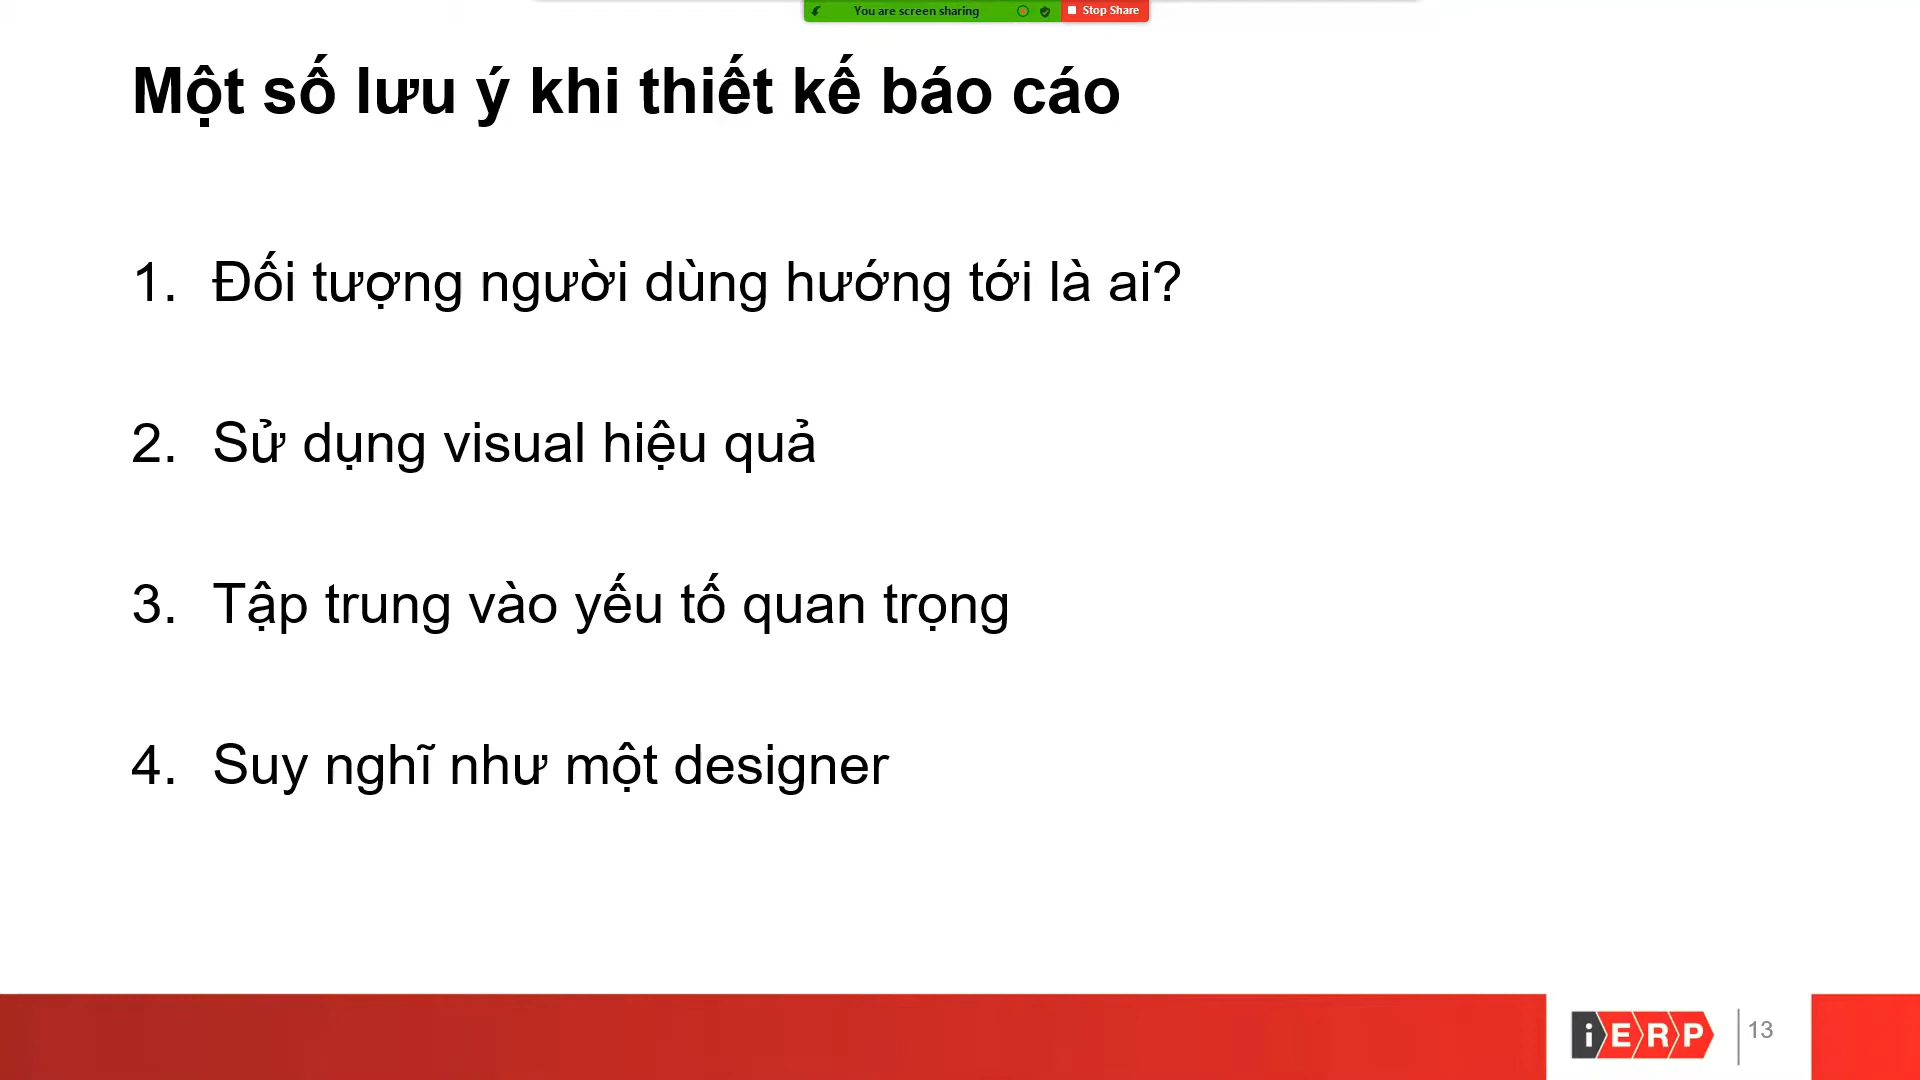 You are screen sharing Stop Share
Một số lưu ý khi thiết kế báo cáo
1. Đối tượng người dùng hướng tới là ai?
2. Sử dụng visual hiệu quả
3. Tập trung vào yếu tố quan trọng
4. Suy nghĩ như một designer
iERP 13